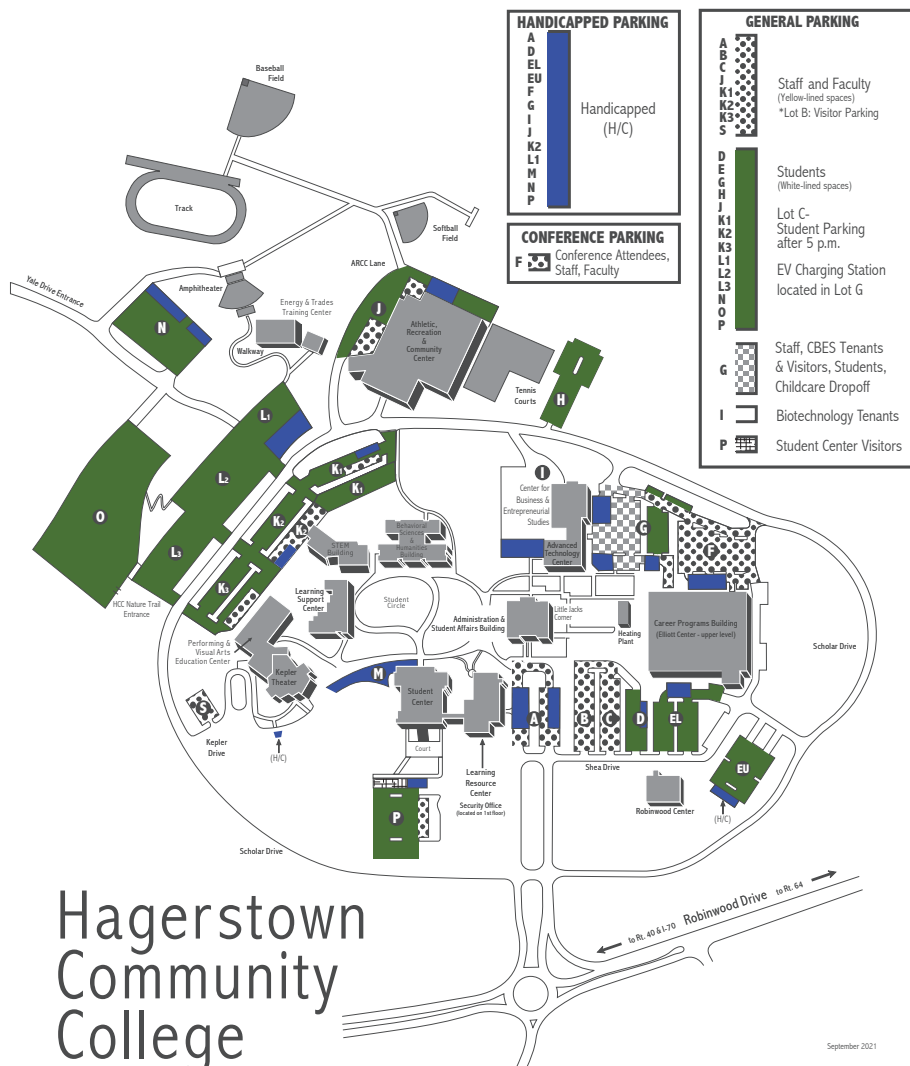 HANDICAPPED PARKING
A
D
EL
EU
F
G
I
J
K2
L1
M
N
P
Handicapped
(H/C)
CONFERENCE PARKING
F
Conference Attendees,
Staff, Faculty
GENERAL PARKING
A
B
C
J
K1
K2
K3
S
Staff and Faculty
(Yellow-lined spaces)
*Lot B: Visitor Parking
D
E
G
H
J
K1
K2
K3
L1
L2
L3
N
O
P
Students
(White-lined spaces)
Lot C-
Student Parking
after 5 p.m.
EV Charging Station
located in Lot G
G
Staff, CBES Tenants
& Visitors, Students,
Childcare Dropoff
I
Biotechnology Tenants
P
Student Center Visitors
Baseball
Field
Track
Softball
Field
ARCC Lane
Yale Drive Entrance
Amphitheater
Energy & Trades
Training Center
Walkway
N
J
Athletic,
Recreation
&
Community
Center
Tennis
Courts
H
L1
L2
L3
O
K1
K1
K2
K2
K3
HCC Nature Trail
Entrance
STEM
Building
Behavioral
Sciences
&
Humanities
Building
I
Center for
Business &
Entrepreneurial
Studies
Advanced
Technology
Center
G
F
Learning
Support
Center
Student
Circle
Administration &
Student Affairs Building
Little Jacks
Corner
Heating
Plant
Career Programs Building
(Elliott Center - upper level)
Scholar Drive
Performing &
Visual Arts
Education Center
Kepler
Theater
M
Student
Center
S
Kepler
Drive
(H/C)
A
B
C
D
EL
Court
Learning
Resource
Center
Security Office
(located on 1st floor)
Shea Drive
Robinwood Center
EU
(H/C)
P
Scholar Drive
to Rt. 40 & I-70 Robinwood Drive to Rt. 64
Hagerstown
Community
College
September 2021